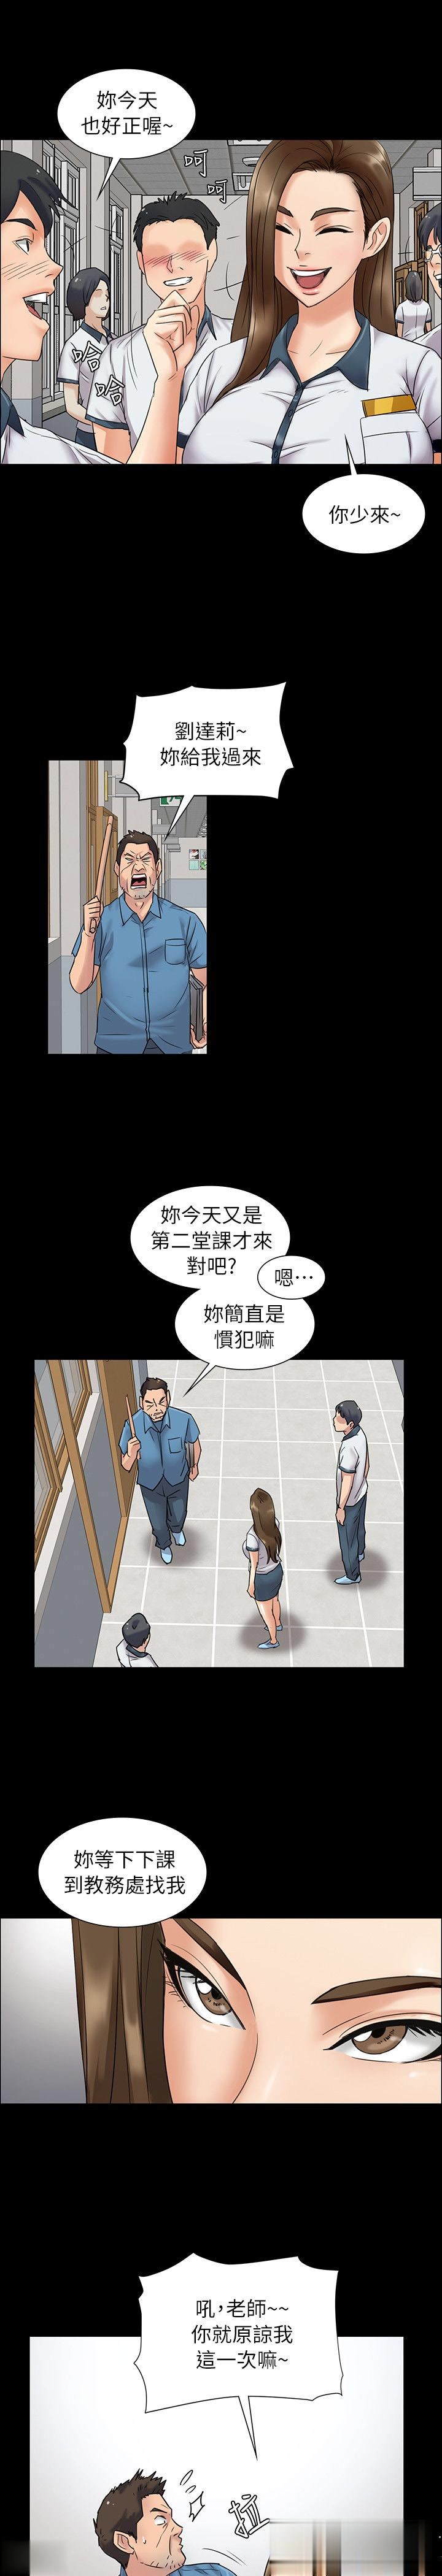 妳今天
也好正喔~
呵
呵
哈
哈
你少來~
劉達莉~
妳給我過來
妳今天又是
第二堂課才來
對吧?
嗯…
妳簡直是
慣犯嘛
妳等下下課
到教務處找我
吼，老師~~
你就原諒我
這一次嘛~
拉